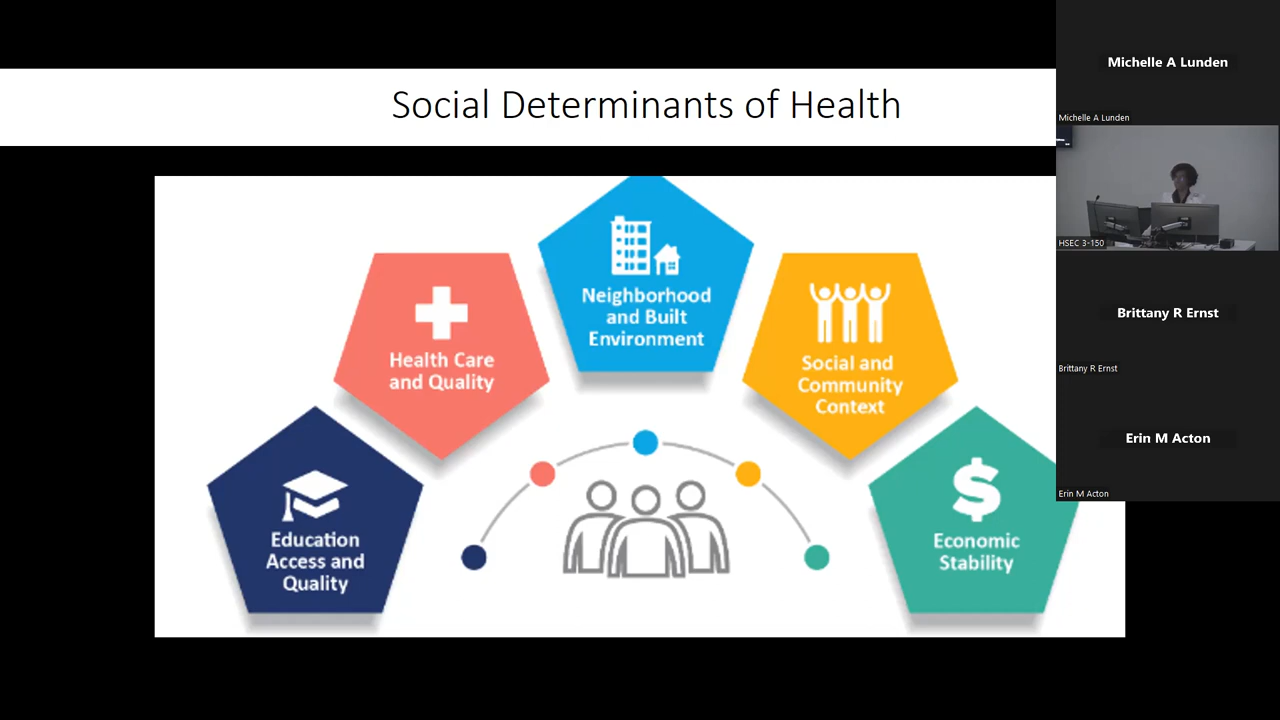 Social Determinants of Health
Health Care
and Quality
Neighborhood
and Built
Environment
Social and
Community
Context
Education
Access and
Quality
$
Economic
Stability
Michelle A Lunden
Michelle A Lunden
HSEC 3-150
Brittany R Ernst
Brittany R Ernst
Erin M Acton
Erin M Acton